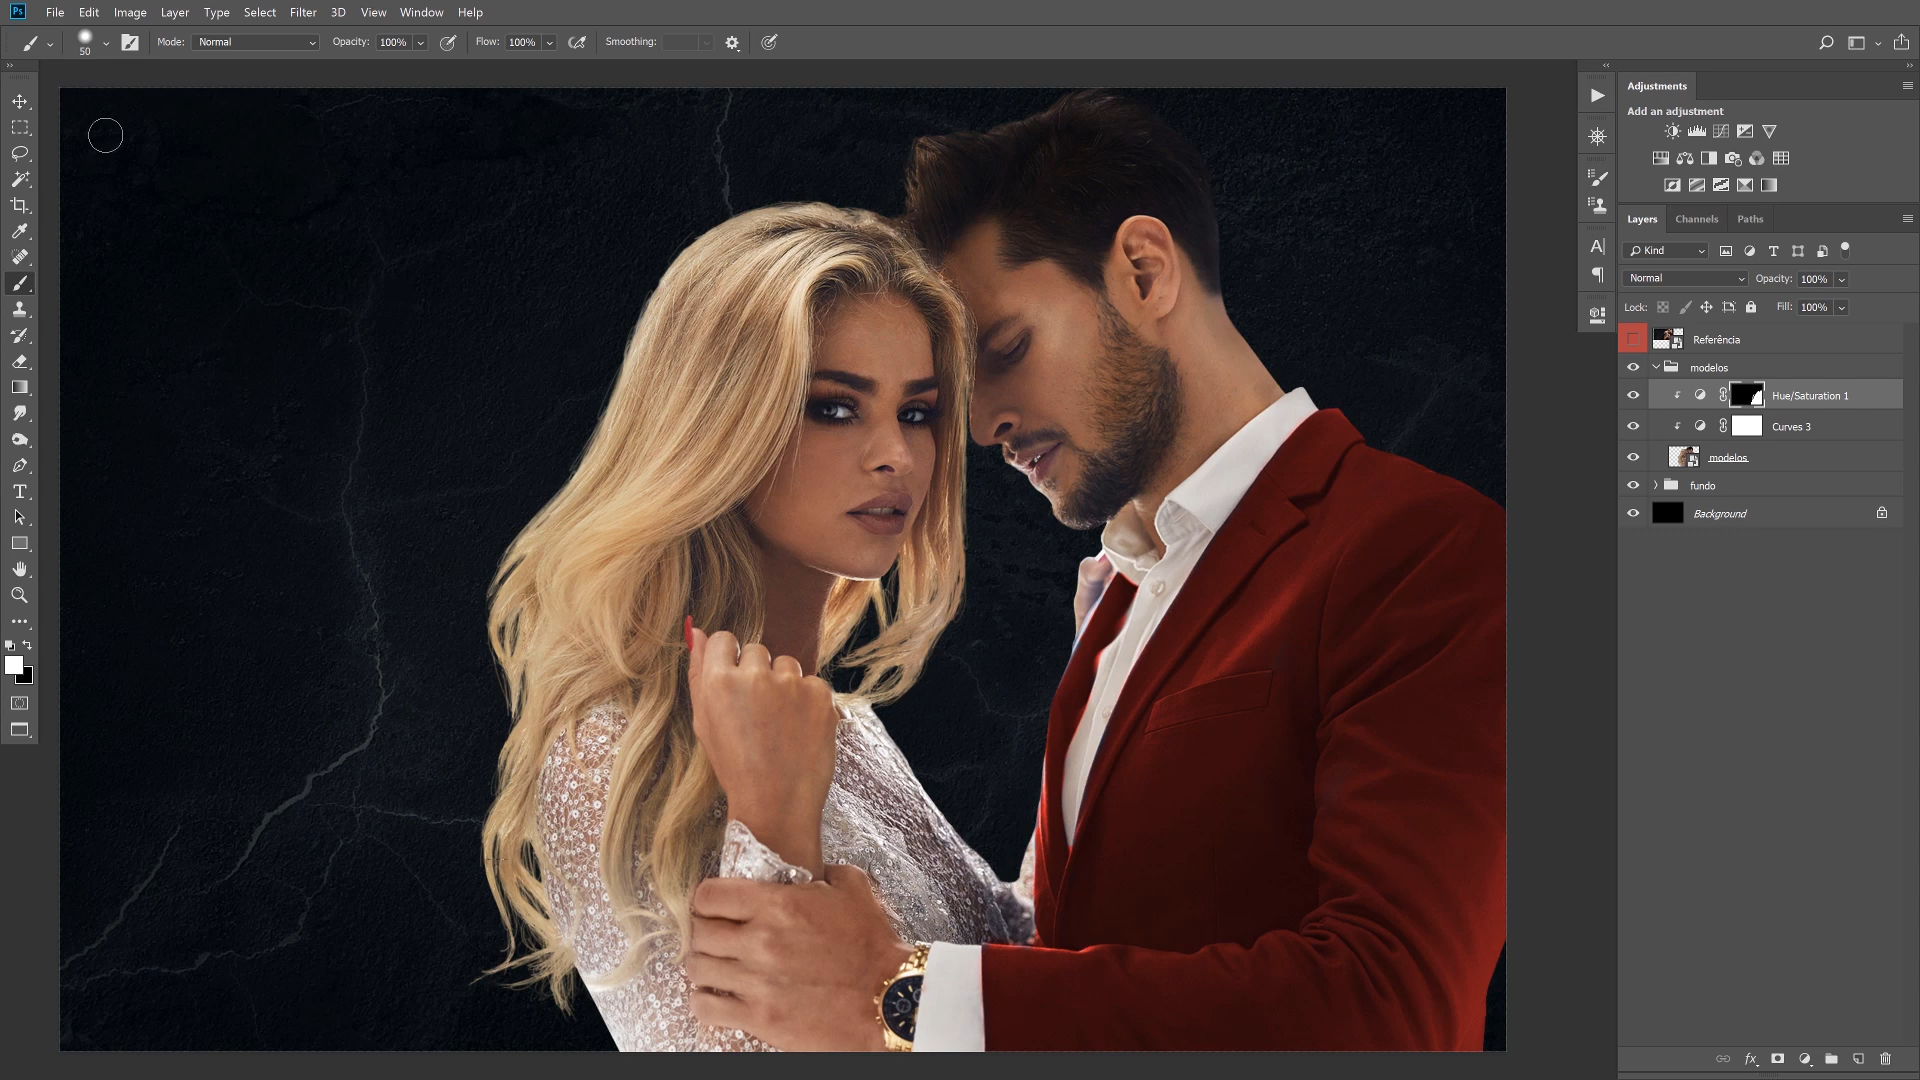 Ps File Edit Image Layer Type Select Filter 3D View Window Help
50 Mode: Normal Opacity: 100% Flow: 100% Smoothing:
Adjustments
Add an adjustment
Layers Channels Paths
Kind
Normal Opacity: 100%
Lock: Fill: 100%
Referência
modelos
Hue/Saturation 1
Curves 3
modelos
fundo
Background